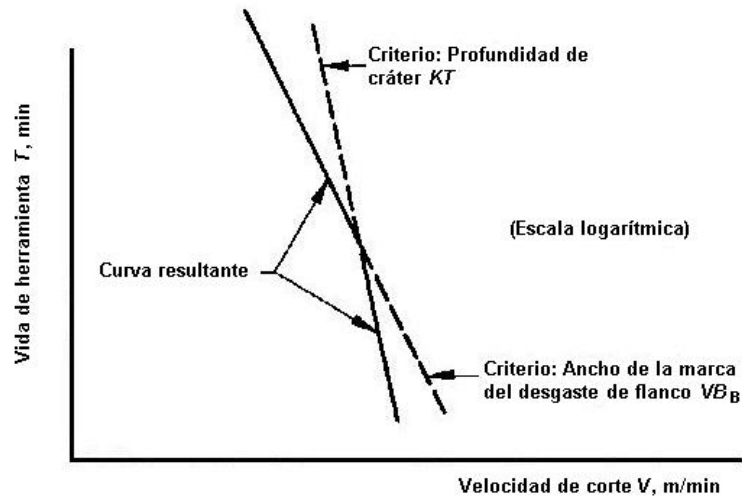 Criterio: Profundidad de
cráter KT
Vida de herramienta T, min
(Escala logarítmica)
Curva resultante
Criterio: Ancho de la marca
del desgaste de flanco VBB
Velocidad de corte V, m/min